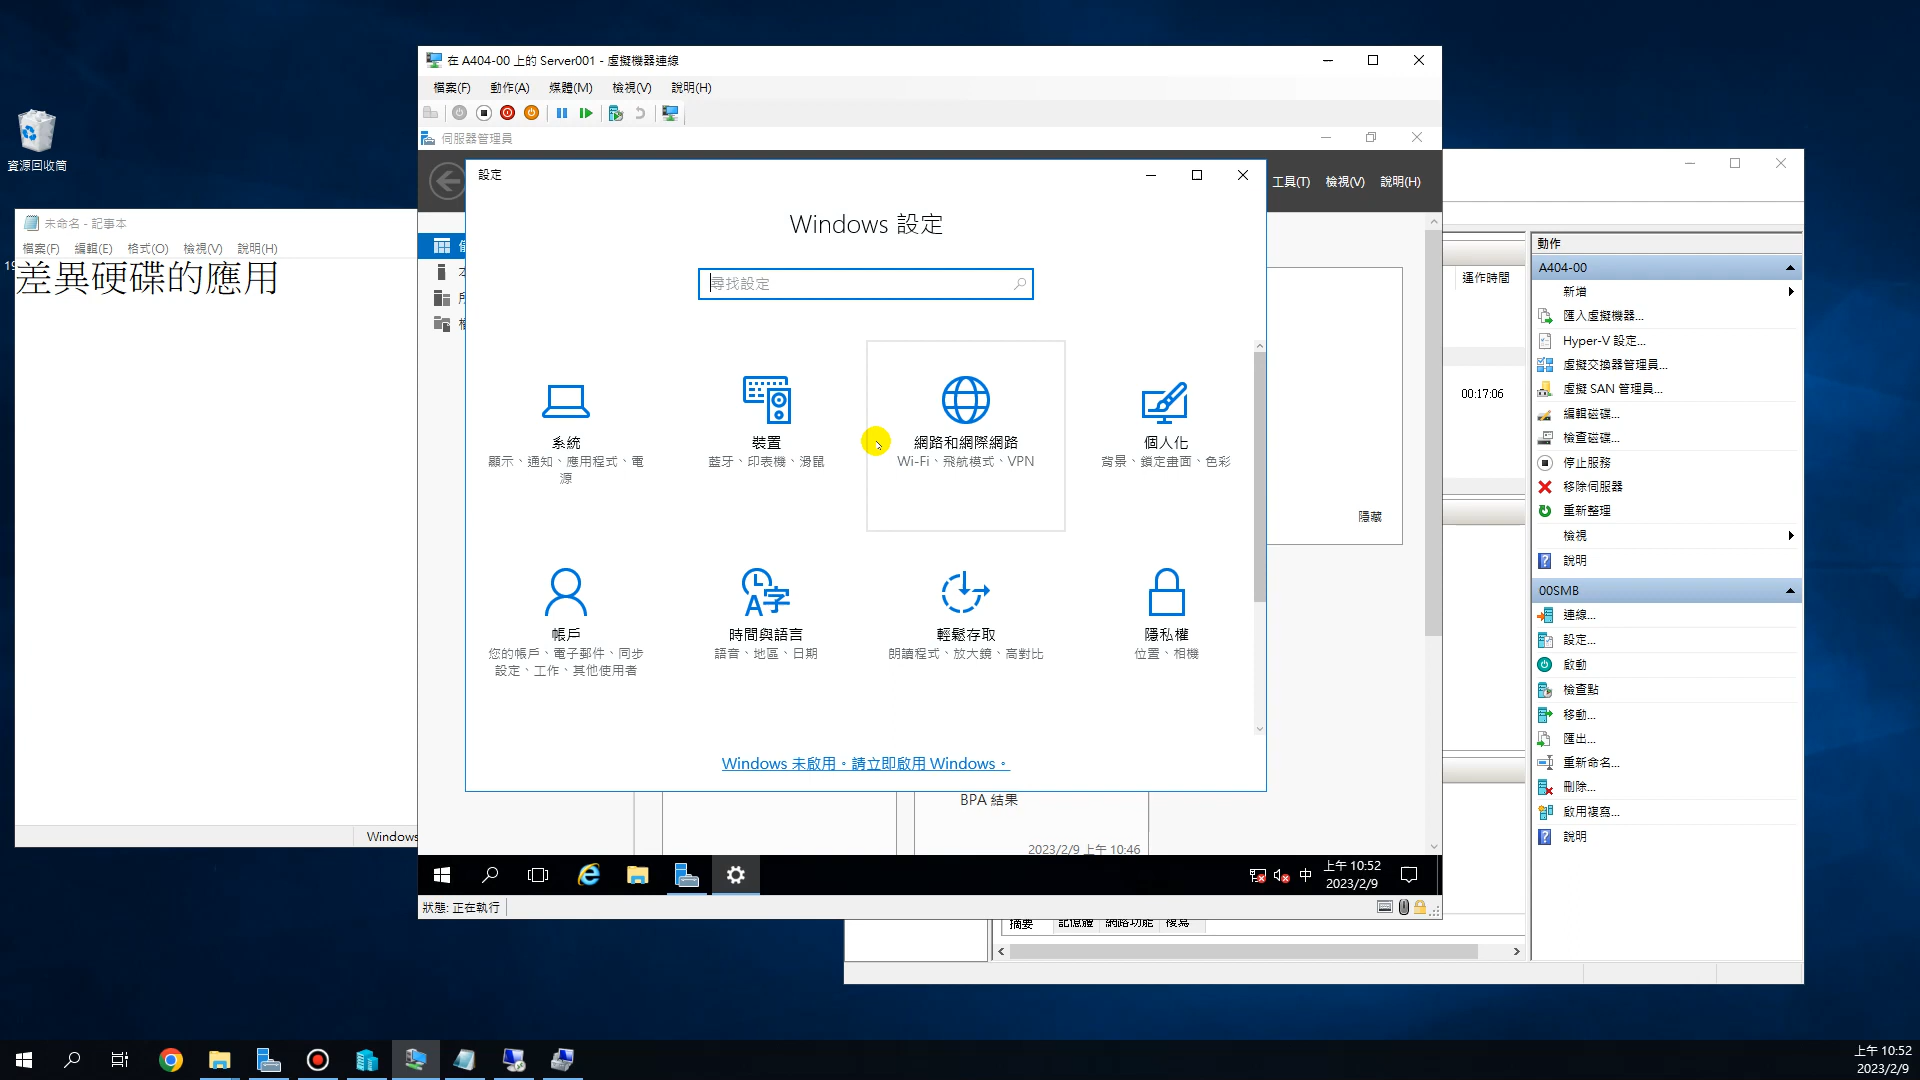 資源回收筒
未命名 - 記事本
檔案(F) 編輯(E) 格式(O) 檢視(V) 說明(H)
差異硬碟的應用
Windows
在 A404-00 上的 Server001 - 虛擬機器連線
檔案(F) 動作(A) 媒體(M) 檢視(V) 說明(H)
伺服器管理員
工具(T) 檢視(V) 說明(H)
設定
Windows 設定
尋找設定
系統
顯示、通知、應用程式、電
源
裝置
藍牙、印表機、滑鼠
網路和網際網路
Wi-Fi、飛航模式、VPN
個人化
背景、鎖定畫面、色彩
帳戶
您的帳戶、電子郵件、同步
設定、工作、其他使用者
時間與語言
語音、地區、日期
輕鬆存取
朗讀程式、放大鏡、高對比
隱私權
位置、相機
Windows 未啟用。請立即啟用 Windows。
隱藏
BPA 結果
2023/2/9 上午 10:46
中
上午 10:52
2023/2/9
狀態: 正在執行
運作時間
00:17:06
摘要 記憶體 網路功能 複寫
動作
A404-00
新增
匯入虛擬機器...
Hyper-V 設定...
虛擬交換器管理員...
虛擬 SAN 管理員...
編輯磁碟...
檢查磁碟...
停止服務
移除伺服器
重新整理
檢視
說明
00SMB
連線...
設定...
啟動
檢查點
移動...
匯出...
重新命名...
刪除...
啟用複寫...
說明
上午 10:52
2023/2/9